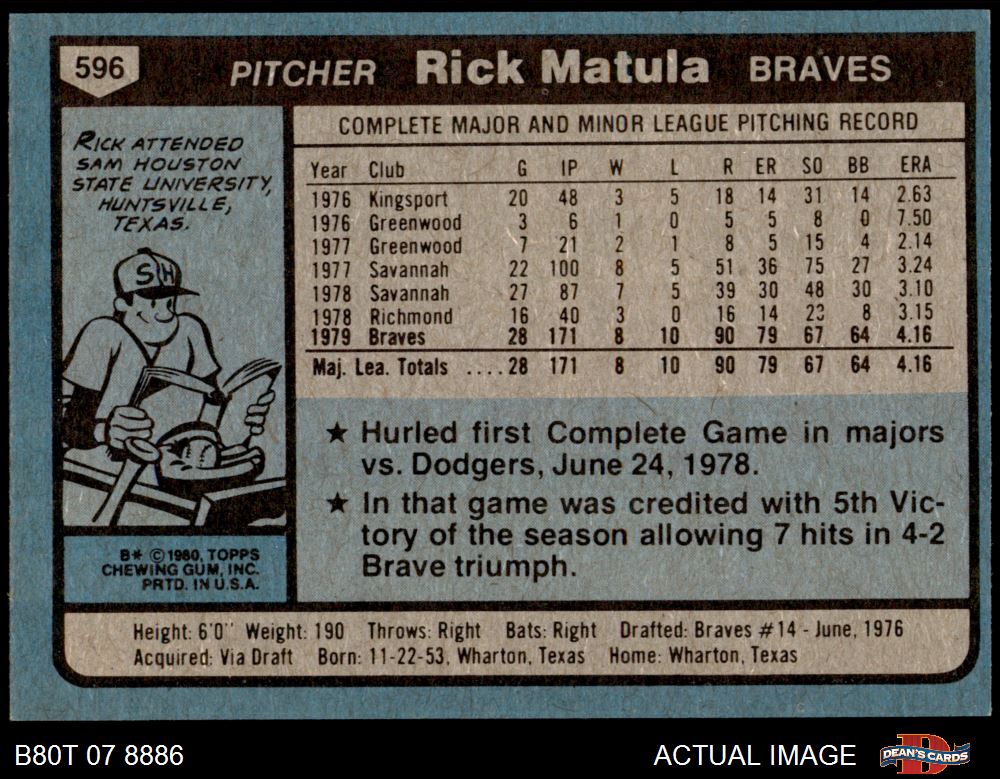 596 PITCHER Rick Matula BRAVES
RICK ATTENDED
SAM HOUSTON
STATE UNIVERSITY,
HUNTSVILLE,
TEXAS.
SH
B* © 1980, TOPPS
CHEWING GUM, INC.
PRTD. IN U.S.A.
COMPLETE MAJOR AND MINOR LEAGUE PITCHING RECORD
Year Club G IP W L R ER SO BB ERA
1976 Kingsport 20 48 3 5 18 14 31 14 2.63
1976 Greenwood 3 6 1 0 5 5 8 0 7.50
1977 Greenwood 7 21 2 1 8 5 15 4 2.14
1977 Savannah 22 100 8 5 51 36 75 27 3.24
1978 Savannah 27 87 7 5 39 30 48 30 3.10
1978 Richmond 16 40 3 0 16 14 23 8 3.15
1979 Braves 28 171 8 10 90 79 67 64 4.16
Maj. Lea. Totals ....28 171 8 10 90 79 67 64 4.16
★ Hurled first Complete Game in majors
vs. Dodgers, June 24, 1978.
★ In that game was credited with 5th Vic-
tory of the season allowing 7 hits in 4-2
Brave triumph.
Height: 6'0" Weight: 190 Throws: Right Bats: Right Drafted: Braves #14 - June, 1976
Acquired: Via Draft Born: 11-22-53, Wharton, Texas Home: Wharton, Texas
B80T 07 8886
ACTUAL IMAGE
DEAN'S CARDS